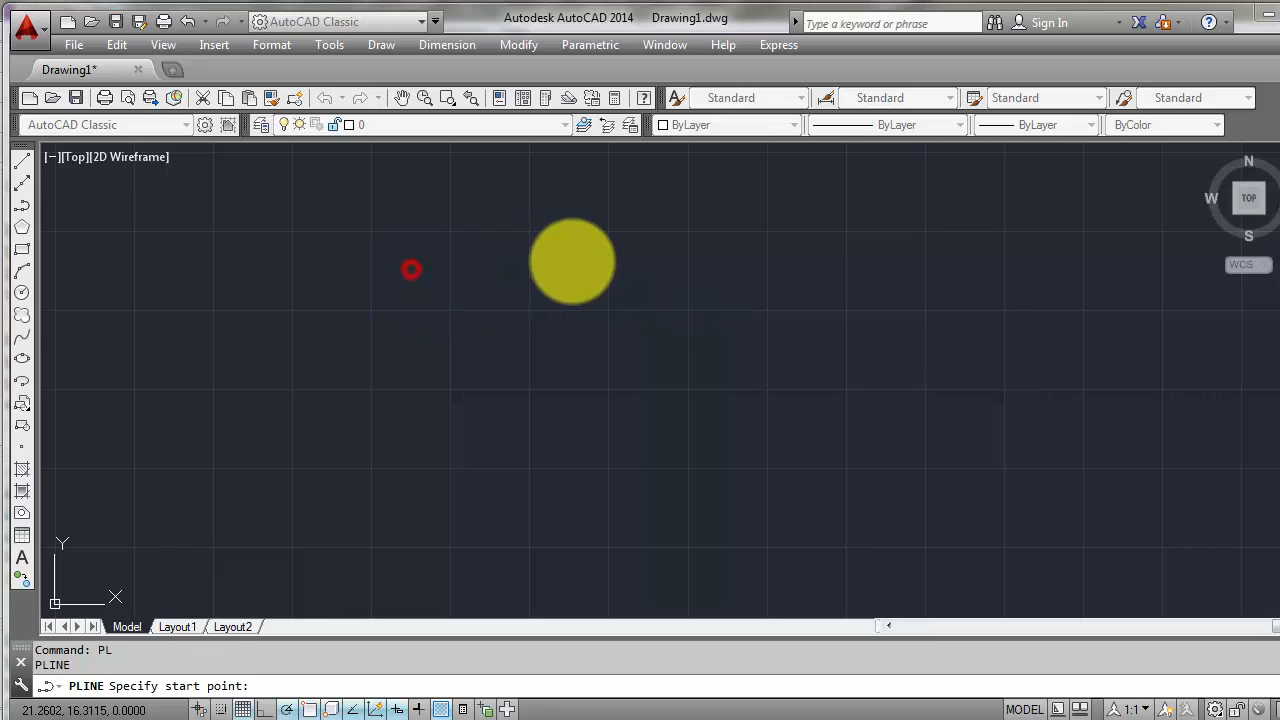 AutoCAD Classic
Autodesk AutoCAD 2014 Drawing1.dwg
Type a keyword or phrase
Sign In
File Edit View Insert Format Tools Draw Dimension Modify Parametric Window Help Express
Drawing1*
Standard Standard Standard Standard
AutoCAD Classic 0 ByLayer ByLayer ByLayer ByColor
[−][Top][2D Wireframe]
N
W TOP
S
WCS
A
Y
X
Model Layout1 Layout2
Command: PL
PLINE
PLINE Specify start point:
21.2602, 16.3115, 0.0000 MODEL 1:1